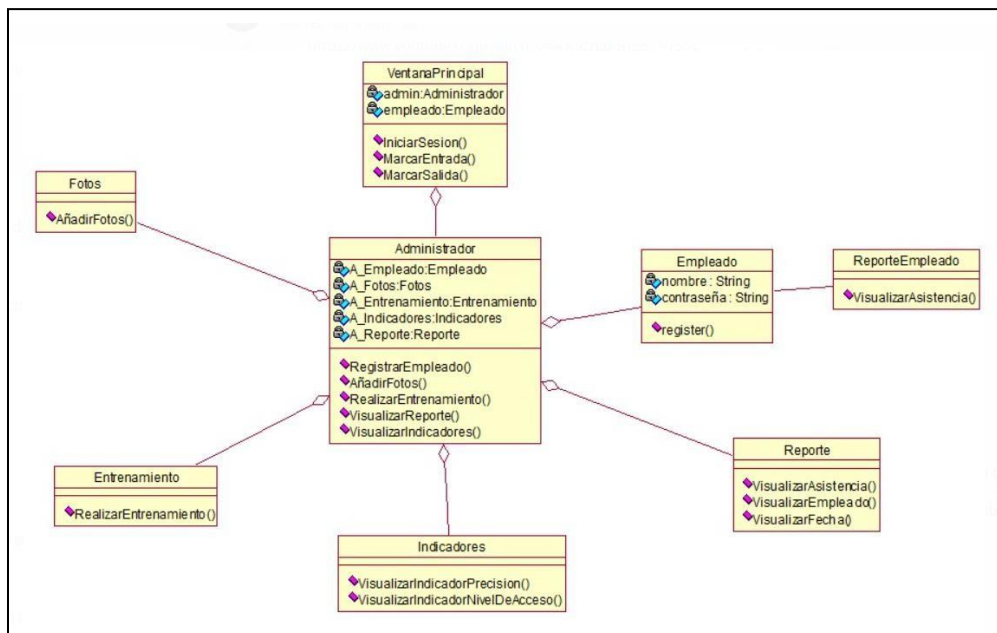 VentanaPrincipal
admin:Administrador
empleado:Empleado
IniciarSesion()
MarcarEntrada()
MarcarSalida()
Fotos
AñadirFotos()
Administrador
A_Empleado:Empleado
A_Fotos:Fotos
A_Entrenamiento:Entrenamiento
A_Indicadores:Indicadores
A_Reporte:Reporte
RegistrarEmpleado()
AñadirFotos()
RealizarEntrenamiento()
VisualizarReporte()
VisualizarIndicadores()
Empleado
nombre : String
contraseña : String
register()
ReporteEmpleado
VisualizarAsistencia()
Entrenamiento
RealizarEntrenamiento()
Indicadores
VisualizarIndicadorPrecision()
VisualizarIndicadorNivelDeAcceso()
Reporte
VisualizarAsistencia()
VisualizarEmpleado()
VisualizarFecha()